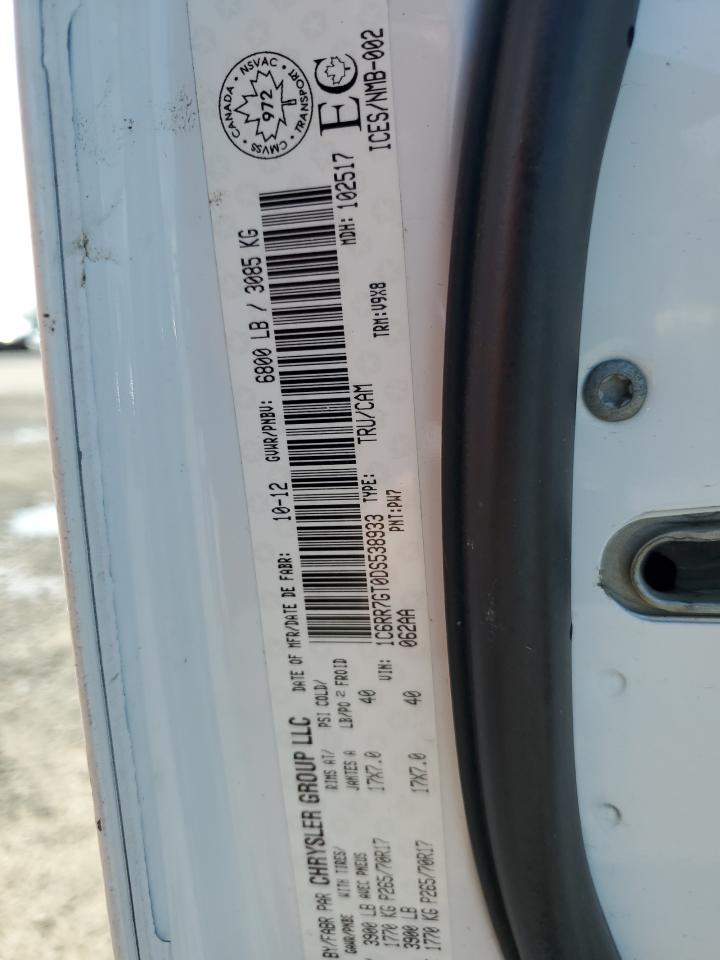 BY/FABR PAR CHRYSLER GROUP LLC
DATE OF MFR/DATE DE FABR: 10-12 GVWR/PNBV: 6800 LB / 3085 KG
GAWR/PNBE WITH TIRES/ RIMS AT/ PSI COLD/
AVEC PNEUS JANTES A LB/PO 2 FROID
3900 LB
1770 KG P265/70R17 17X7.0 40
3900 LB
1770 KG P265/70R17 17X7.0 40
VIN: 1C6RR7GT0DS538933 TYPE: TRU/CAM MDH: 102517
062AA PNT:PW7 TRM:V9X8
CANADA • NSVAC • TRANSPORT • CMVSS •
972
EC
ICES/NMB-002